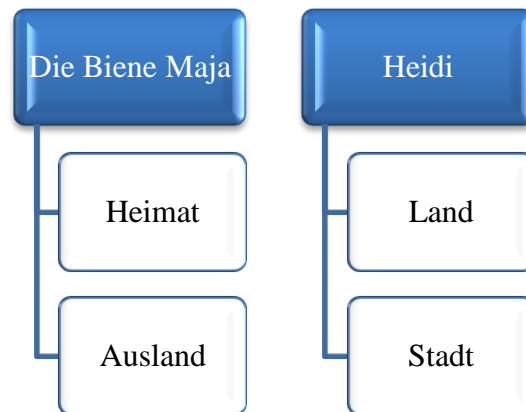 Die Biene Maja
Heimat
Ausland
Heidi
Land
Stadt